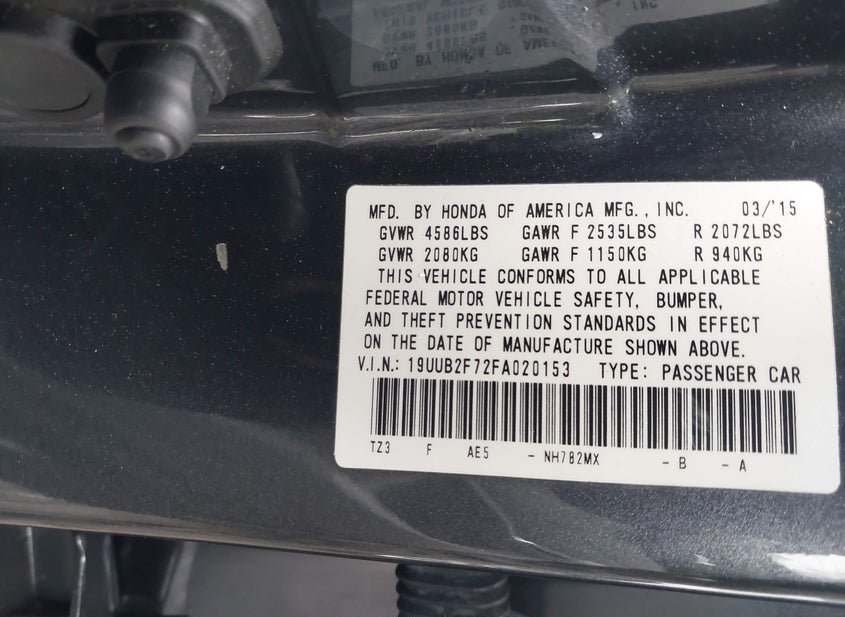 MFD. BY HONDA OF AMERICA MFG., INC. 03/'15
GVWR 4586LBS GAWR F 2535LBS R 2072LBS
GVWR 2080KG GAWR F 1150KG R 940KG
THIS VEHICLE CONFORMS TO ALL APPLICABLE
FEDERAL MOTOR VEHICLE SAFETY, BUMPER,
AND THEFT PREVENTION STANDARDS IN EFFECT
ON THE DATE OF MANUFACTURE SHOWN ABOVE.
V.I.N.: 19UUB2F72FA020153 TYPE: PASSENGER CAR
TZ3 F AE5 - NH782MX - B - A